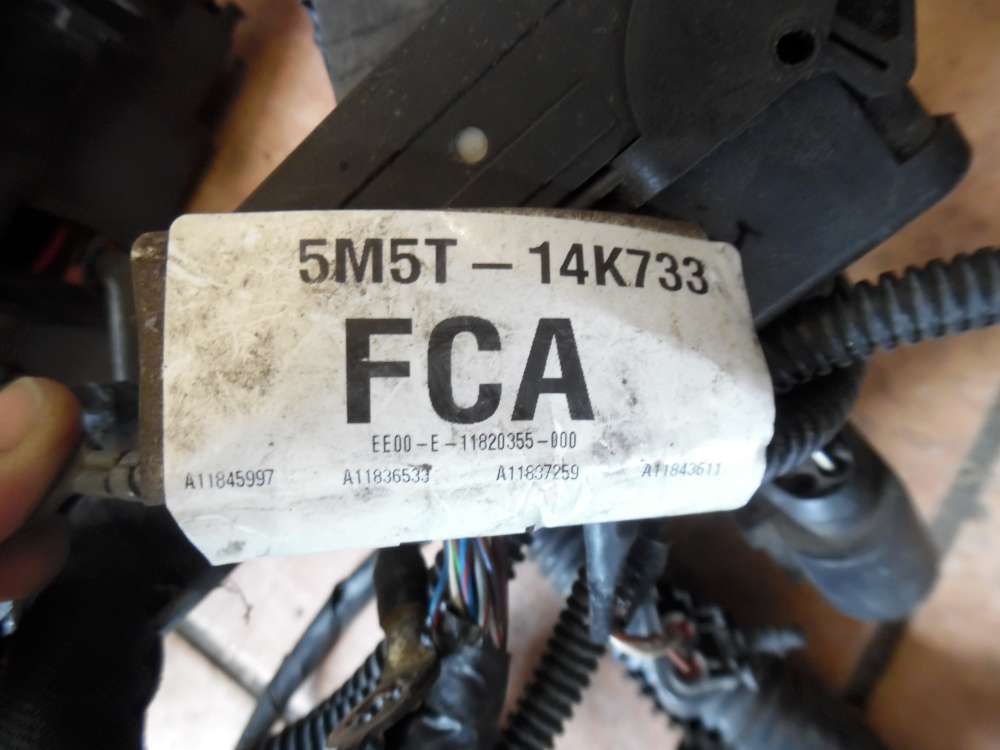 5M5T - 14K733
FCA
EE00-E-11820355-000
A11845997 A11836533 A11837259 A11843611